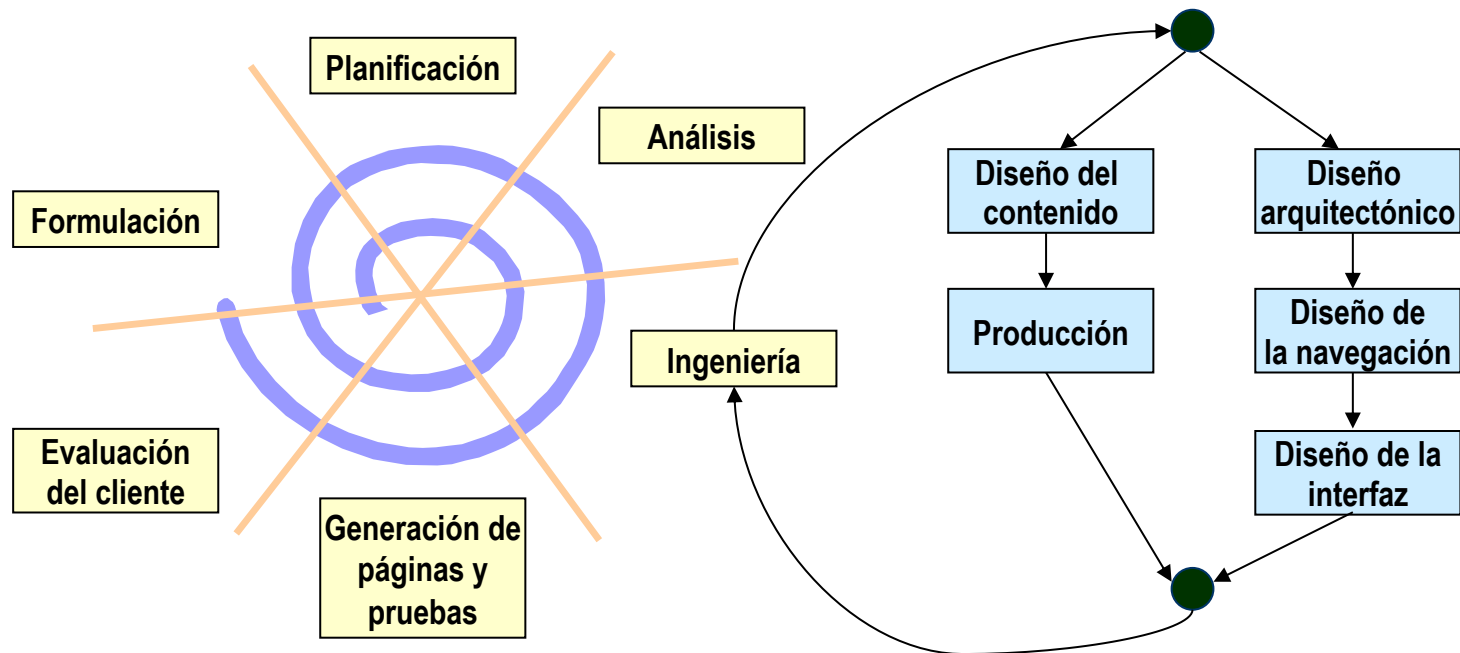 Planificación
Análisis
Formulación
Ingeniería
Evaluación
del cliente
Generación de
páginas y
pruebas
Diseño del
contenido
Producción
Diseño
arquitectónico
Diseño de
la navegación
Diseño de la
interfaz